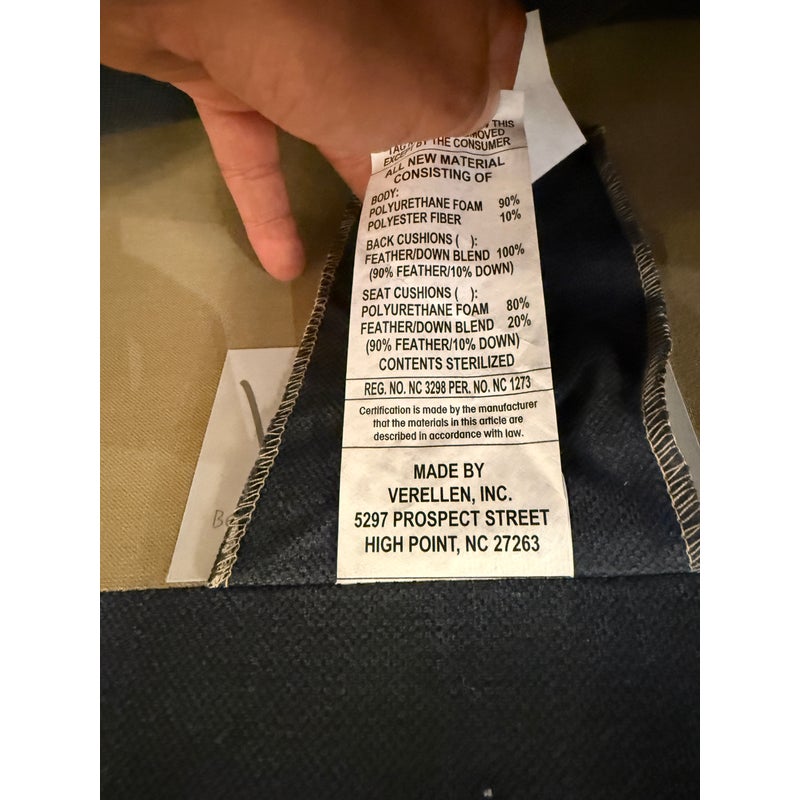 THIS
TAG MOVED
EXCEPT BY THE CONSUMER
ALL NEW MATERIAL
CONSISTING OF
BODY:
POLYURETHANE FOAM 90%
POLYESTER FIBER 10%
BACK CUSHIONS ( ):
FEATHER/DOWN BLEND 100%
(90% FEATHER/10% DOWN)
SEAT CUSHIONS ( ):
POLYURETHANE FOAM 80%
FEATHER/DOWN BLEND 20%
(90% FEATHER/10% DOWN)
CONTENTS STERILIZED
REG. NO. NC 3298 PER. NO. NC 1273
Certification is made by the manufacturer
that the materials in this article are
described in accordance with law.
MADE BY
VERELLEN, INC.
5297 PROSPECT STREET
HIGH POINT, NC 27263